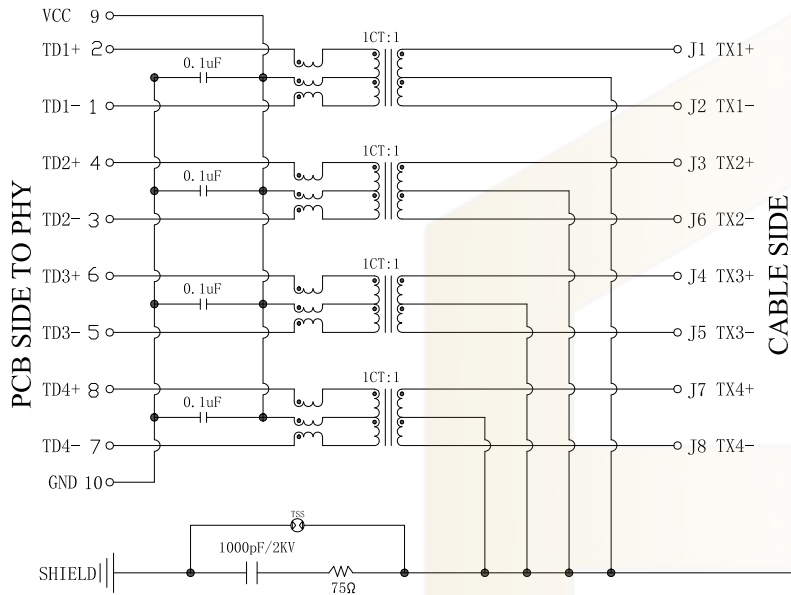 VCC 9
TD1+ 2
1CT:1
J1 TX1+
0.1uF
TD1- 1
J2 TX1-
TD2+ 4
1CT:1
J3 TX2+
0.1uF
TD2- 3
J6 TX2-
PCB SIDE TO PHY
CABLE SIDE
TD3+ 6
1CT:1
J4 TX3+
0.1uF
TD3- 5
J5 TX3-
TD4+ 8
1CT:1
J7 TX4+
0.1uF
TD4- 7
J8 TX4-
GND 10
TSS
1000pF/2KV
SHIELD
75Ω